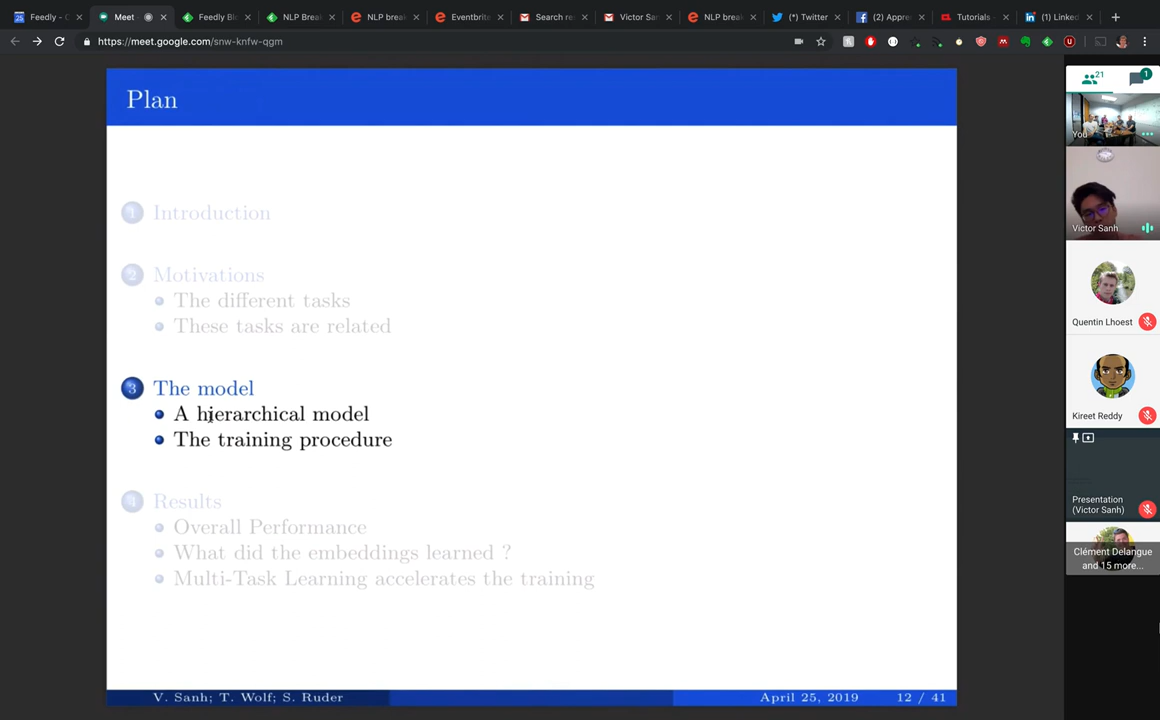 Feedly - C
Meet
Feedly Blo
NLP Break
NLP break
Eventbrite
Search res
Victor San
NLP break
(*) Twitter
(2) Appre
Tutorials -
(1) Linked
https://meet.google.com/snw-knfw-qgm
Plan
1 Introduction
2 Motivations
The different tasks
These tasks are related
3 The model
A hierarchical model
The training procedure
4 Results
Overall Performance
What did the embeddings learned ?
Multi-Task Learning accelerates the training
V. Sanh; T. Wolf; S. Ruder
April 25, 2019 12 / 41
21
1
You
Victor Sanh
Quentin Lhoest
Kireet Reddy
Presentation
(Victor Sanh)
Clément Delangue
and 15 more...